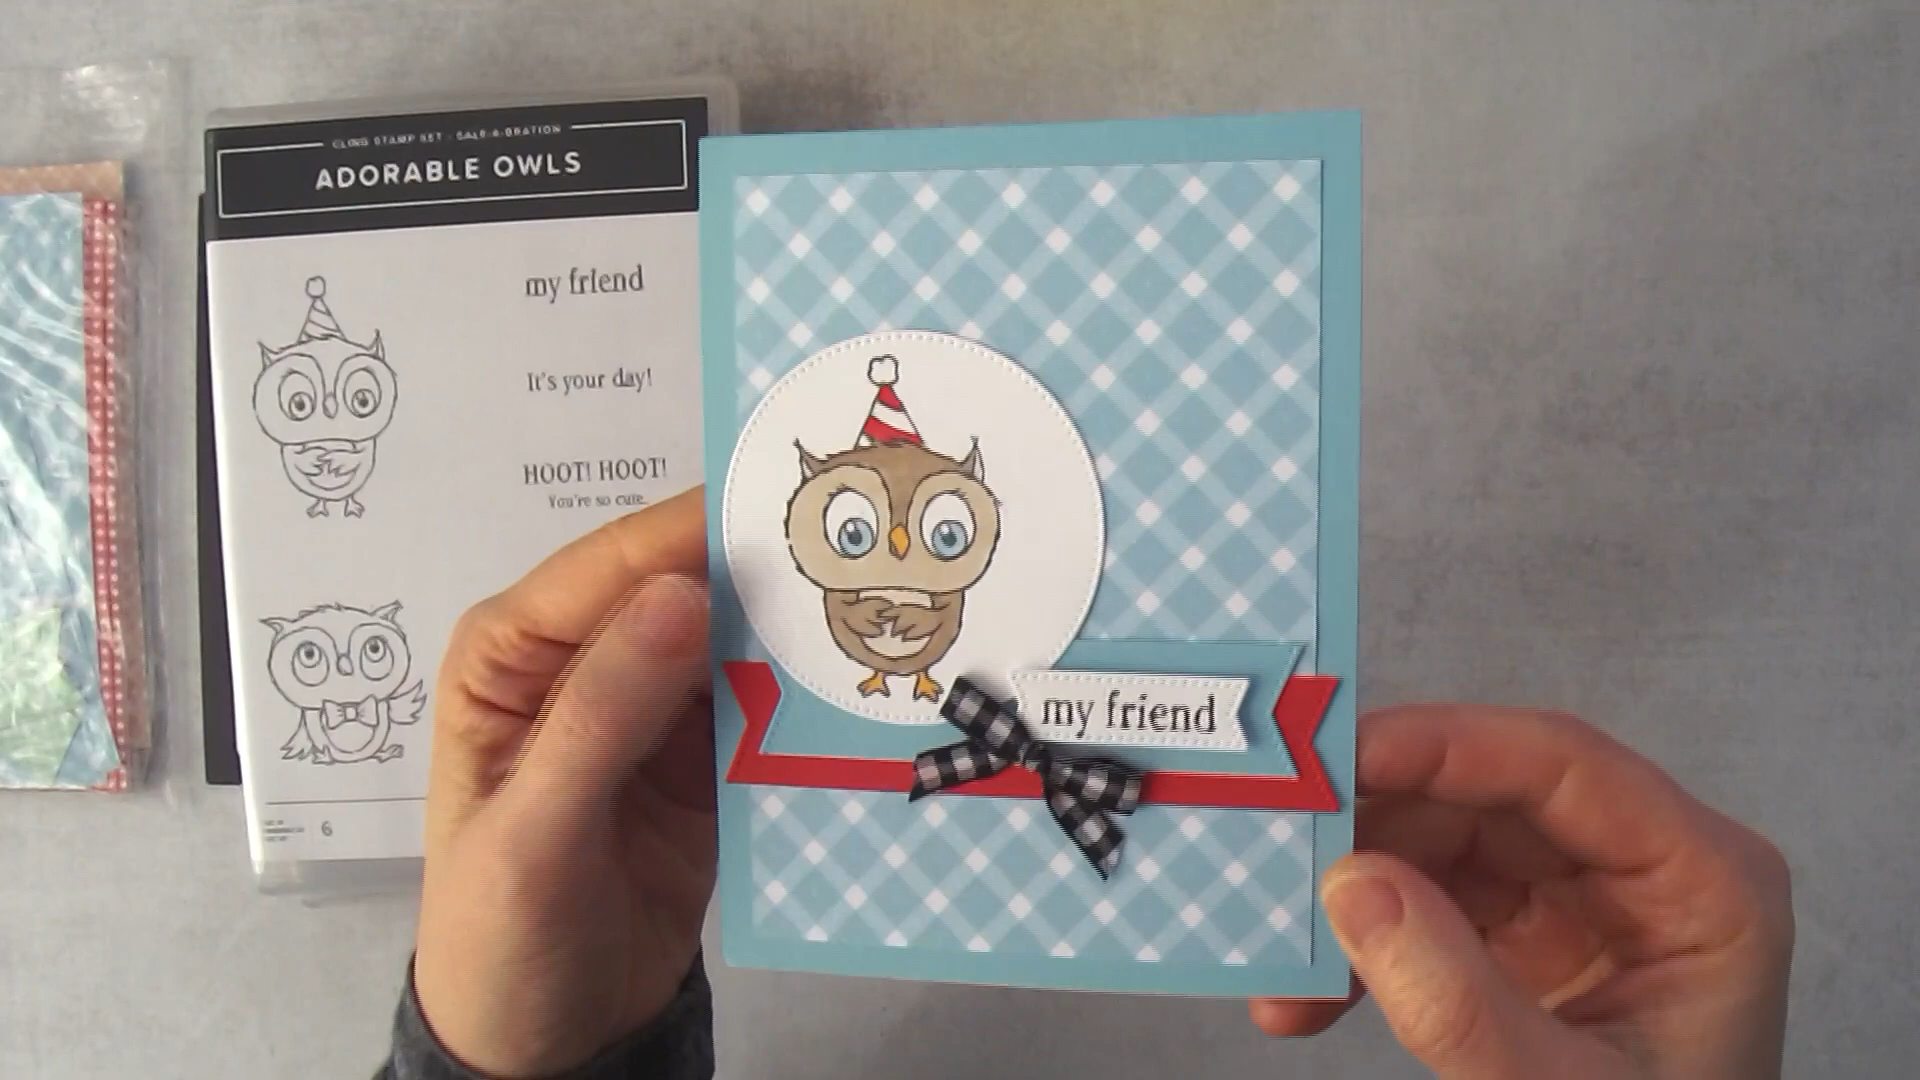 CLING STAMP SET · SALE-A-BRATION
ADORABLE OWLS
my friend
It's your day!
HOOT! HOOT!
You're so cute.
6
my friend